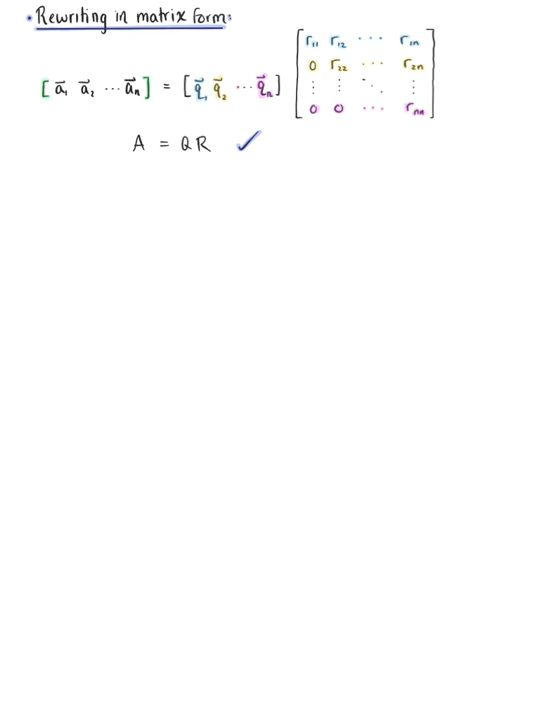 • Rewriting in matrix form:
[ a⃗₁ a⃗₂ ⋯ a⃗ₙ ] = [ q⃗₁ q⃗₂ ⋯ q⃗ₙ ] [ r₁₁ r₁₂ ⋯ r₁ₙ
0 r₂₂ ⋯ r₂ₙ
⋮ ⋮ ⋱ ⋮
0 0 ⋯ rₙₙ ]
A = QR ✓